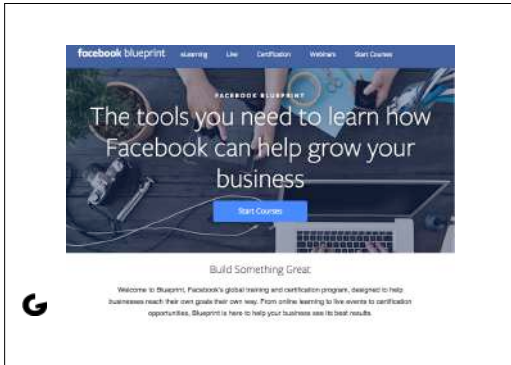 facebook blueprint eLearning Live Certification Webinars Start Courses
FACEBOOK BLUEPRINT
The tools you need to learn how
Facebook can help grow your
business
Start Courses
Build Something Great
Welcome to Blueprint, Facebook's global training and certification program, designed to help
businesses reach their own goals their own way. From online learning to live events to certification
opportunities, Blueprint is here to help your business see its best results.
G